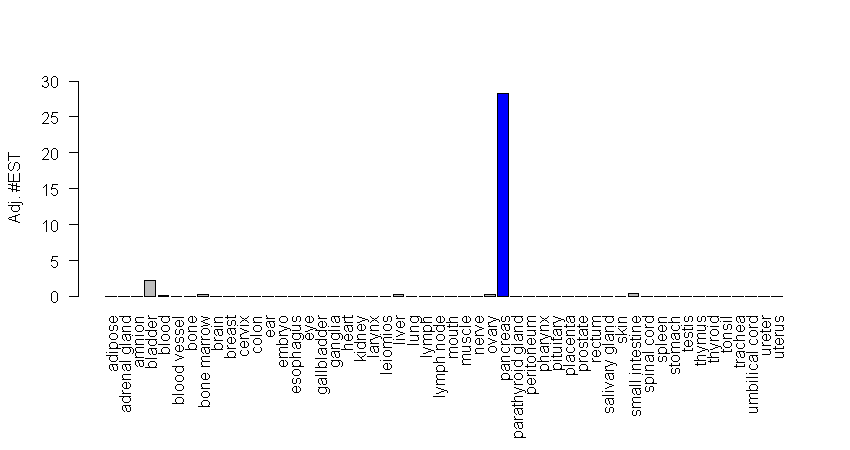 30
25
20
15
10
5
0
Adj. #EST
adipose
adrenal gland
amnion
bladder
blood
blood vessel
bone
bone marrow
brain
breast
cervix
colon
ear
embryo
esophagus
eye
gallbladder
ganglia
heart
kidney
larynx
leiomios
liver
lung
lymph
lymph node
mouth
muscle
nerve
ovary
pancreas
parathyroid gland
peritoneum
pharynx
pituitary
placenta
prostate
rectum
salivary gland
skin
small intestine
spinal cord
spleen
stomach
testis
thymus
thyroid
tonsil
trachea
umbilical cord
ureter
uterus